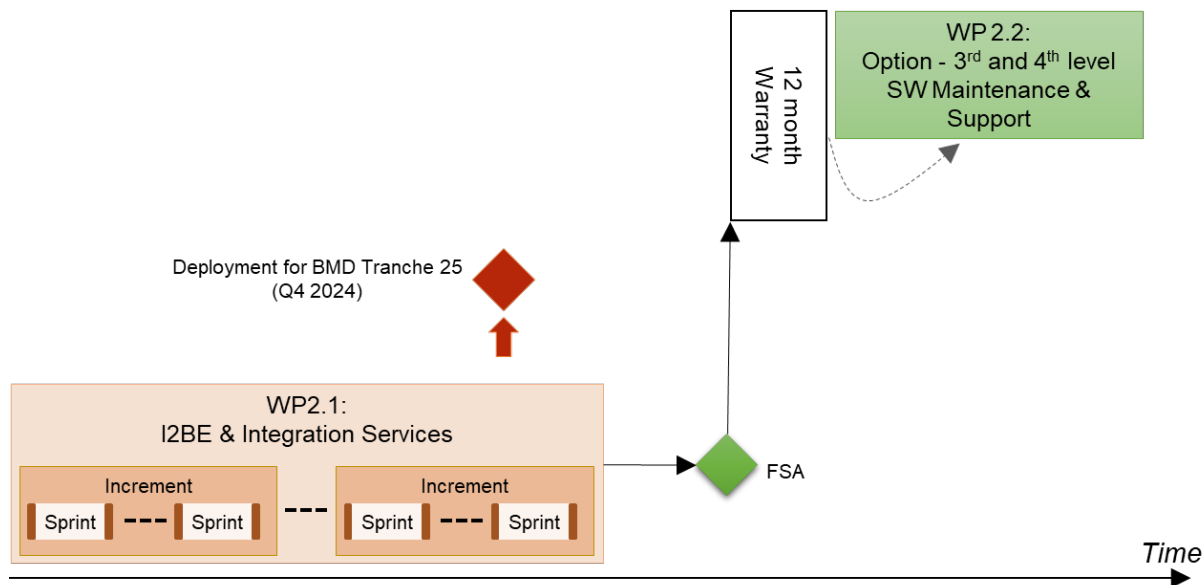 WP 2.2:
Option - 3rd and 4th level
SW Maintenance &
Support
12 month
Warranty
Deployment for BMD Tranche 25
(Q4 2024)
WP2.1:
I2BE & Integration Services
Increment
Sprint
Sprint
Increment
Sprint
Sprint
FSA
Time